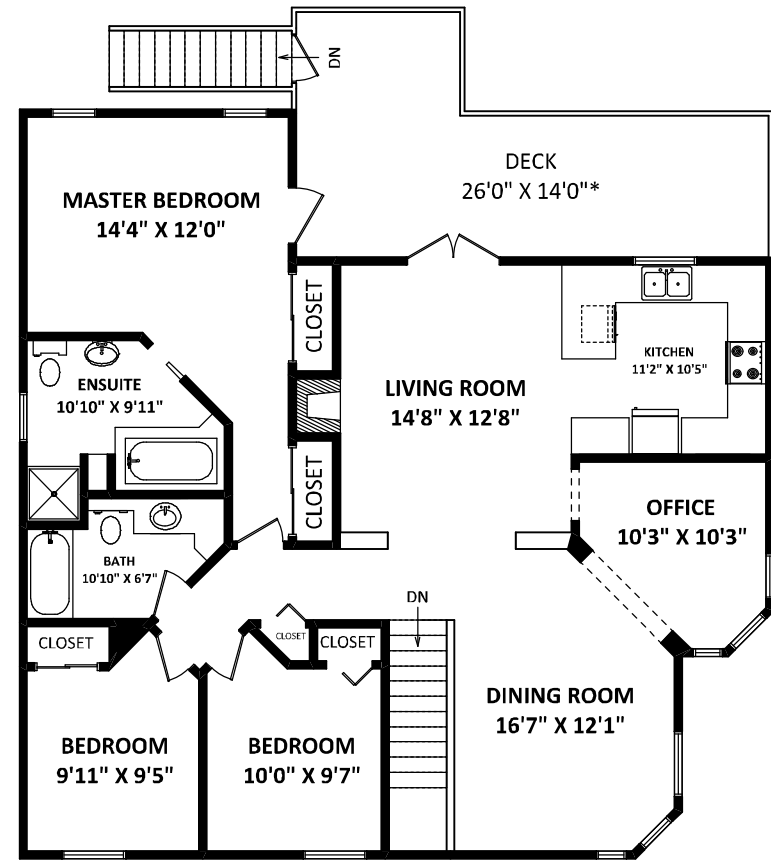 DN
DECK
26'0" X 14'0"*
MASTER BEDROOM
14'4" X 12'0"
CLOSET
KITCHEN
11'2" X 10'5"
LIVING ROOM
14'8" X 12'8"
ENSUITE
10'10" X 9'11"
CLOSET
OFFICE
10'3" X 10'3"
BATH
10'10" X 6'7"
DN
CLOSET
CLOSET
CLOSET
DINING ROOM
16'7" X 12'1"
BEDROOM
9'11" X 9'5"
BEDROOM
10'0" X 9'7"